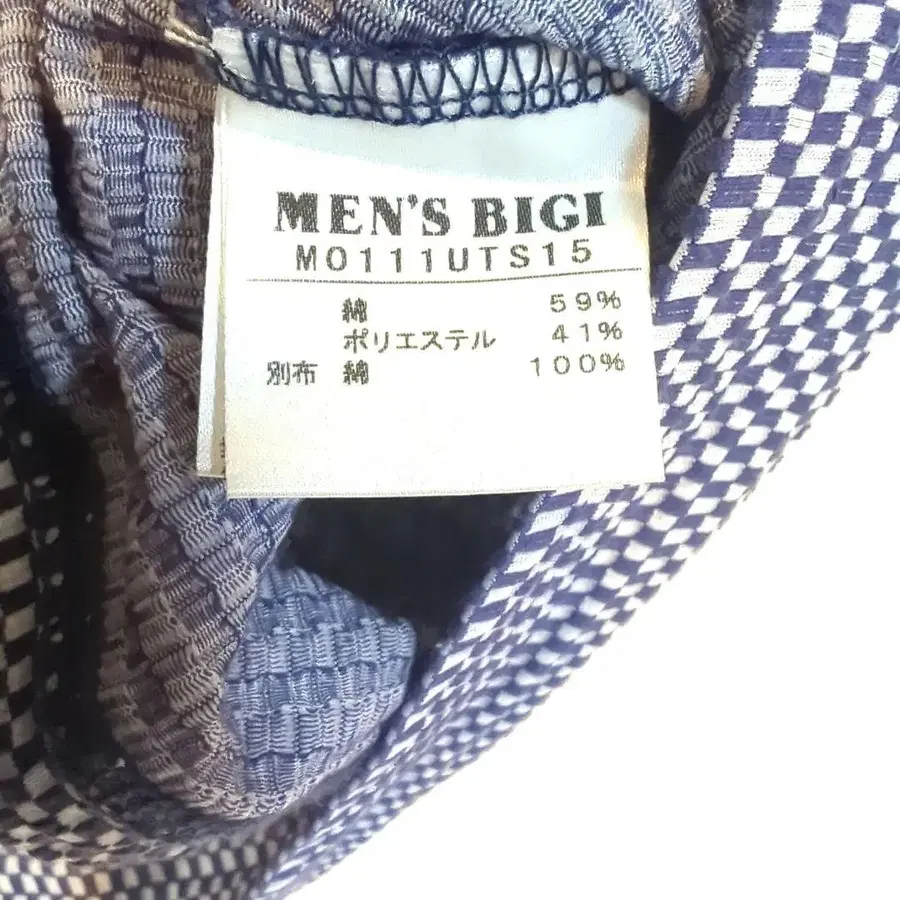 MEN'S BIGI
M0111UTS15
綿 59%
ポリエステル 41%
別布 綿 100%